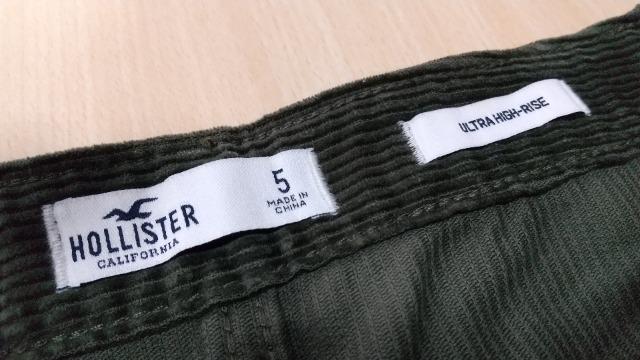 HOLLISTER
CALIFORNIA
5
MADE IN
CHINA
ULTRA HIGH-RISE